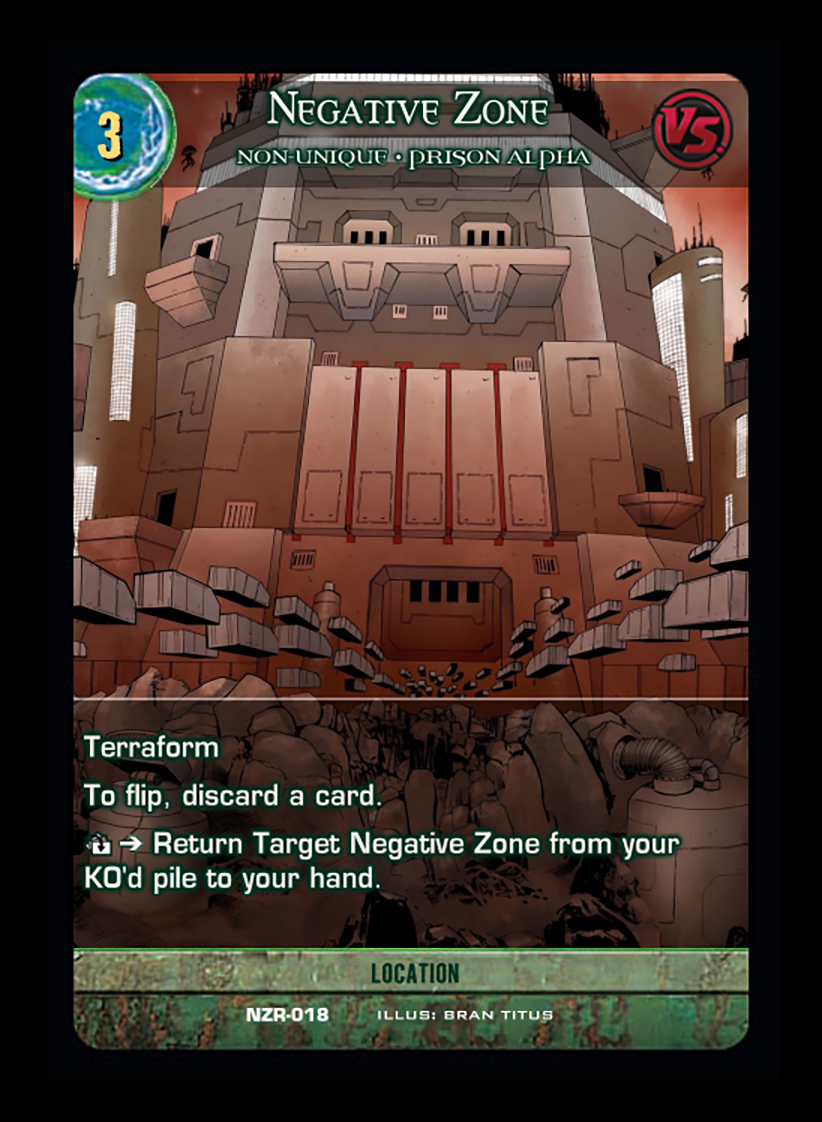 3
Negative Zone
VS.
NON-UNIQUE • PRISON ALPHA
Terraform
To flip, discard a card.
➔ Return Target Negative Zone from your
KO'd pile to your hand.
LOCATION
NZR-018 ILLUS: BRAN TITUS